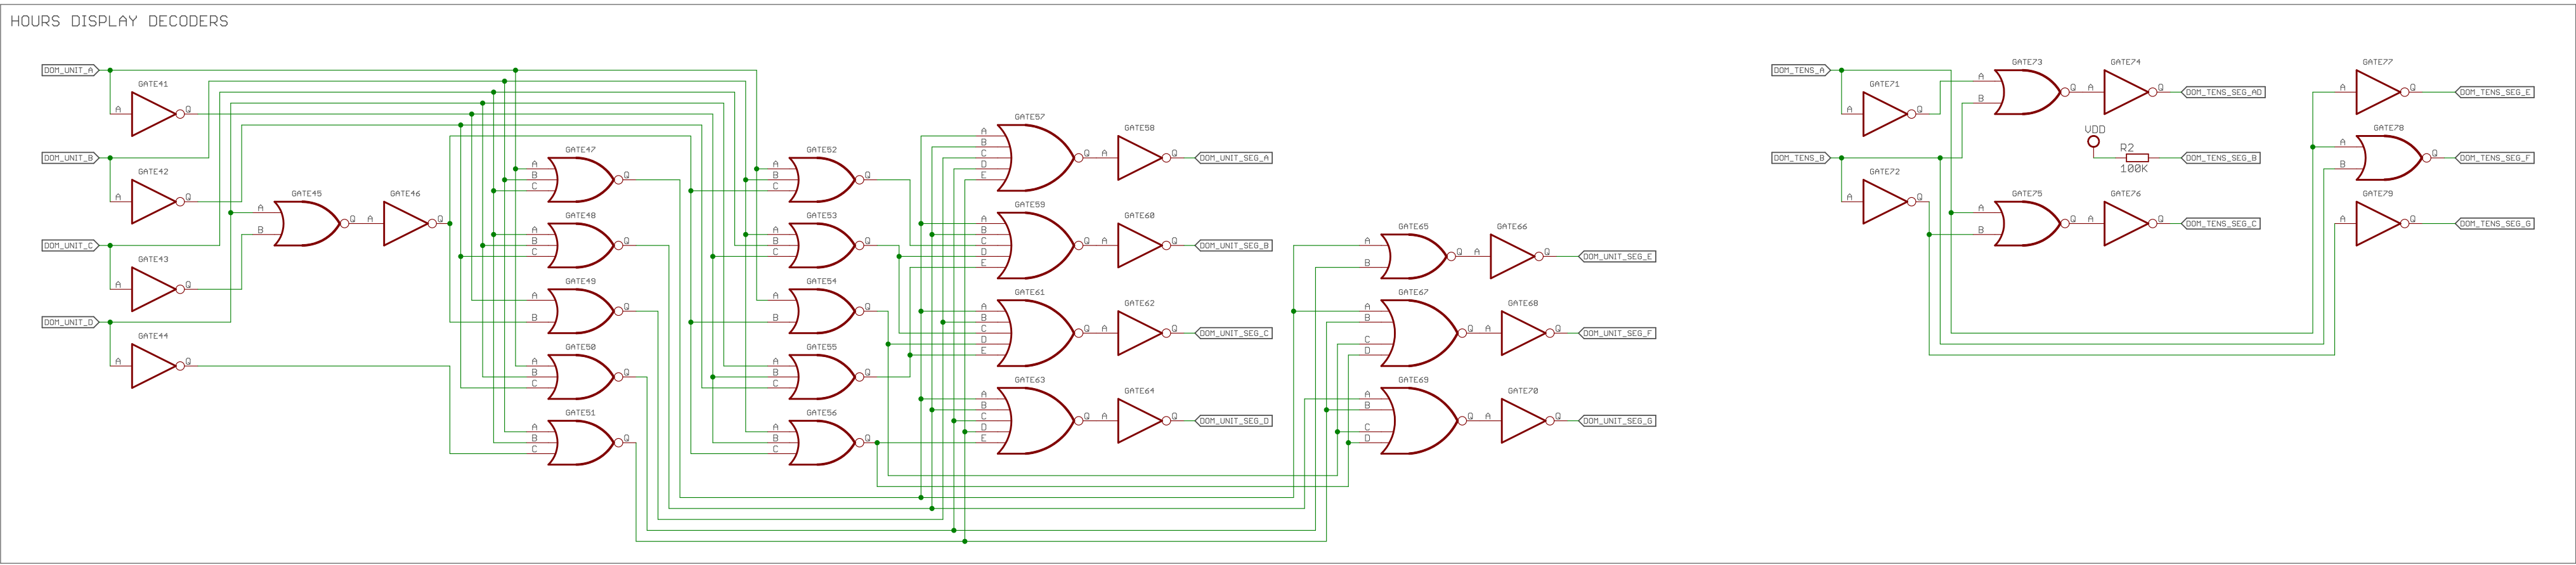 HOURS DISPLAY DECODERS
DOM_UNIT_A
GATE41
A Q
DOM_UNIT_B
GATE42
A Q
DOM_UNIT_C
GATE43
A Q
DOM_UNIT_D
GATE44
A Q
GATE45
A
B
Q
GATE46
A Q
GATE47
A
B
C
Q
GATE48
A
B
C
Q
GATE49
A
B
Q
GATE50
A
B
C
Q
GATE51
A
B
C
Q
GATE52
A
B
C
Q
GATE53
A
B
C
Q
GATE54
A
B
Q
GATE55
A
B
C
Q
GATE56
A
B
C
Q
GATE57
A
B
C
D
E
Q
GATE58
A Q
DOM_UNIT_SEG_A
GATE59
A
B
C
D
E
Q
GATE60
A Q
DOM_UNIT_SEG_B
GATE61
A
B
C
D
E
Q
GATE62
A Q
DOM_UNIT_SEG_C
GATE63
A
B
C
D
E
Q
GATE64
A Q
DOM_UNIT_SEG_D
GATE65
A
B
Q
GATE66
A Q
DOM_UNIT_SEG_E
GATE67
A
B
C
D
Q
GATE68
A Q
DOM_UNIT_SEG_F
GATE69
A
B
C
D
Q
GATE70
A Q
DOM_UNIT_SEG_G
DOM_TENS_A
GATE71
A Q
DOM_TENS_B
GATE72
A Q
GATE73
A
B
Q
GATE74
A Q
DOM_TENS_SEG_AD
VDD
R2
100K
DOM_TENS_SEG_B
GATE75
A
B
Q
GATE76
A Q
DOM_TENS_SEG_C
GATE77
A Q
DOM_TENS_SEG_E
GATE78
A
B
Q
DOM_TENS_SEG_F
GATE79
A Q
DOM_TENS_SEG_G